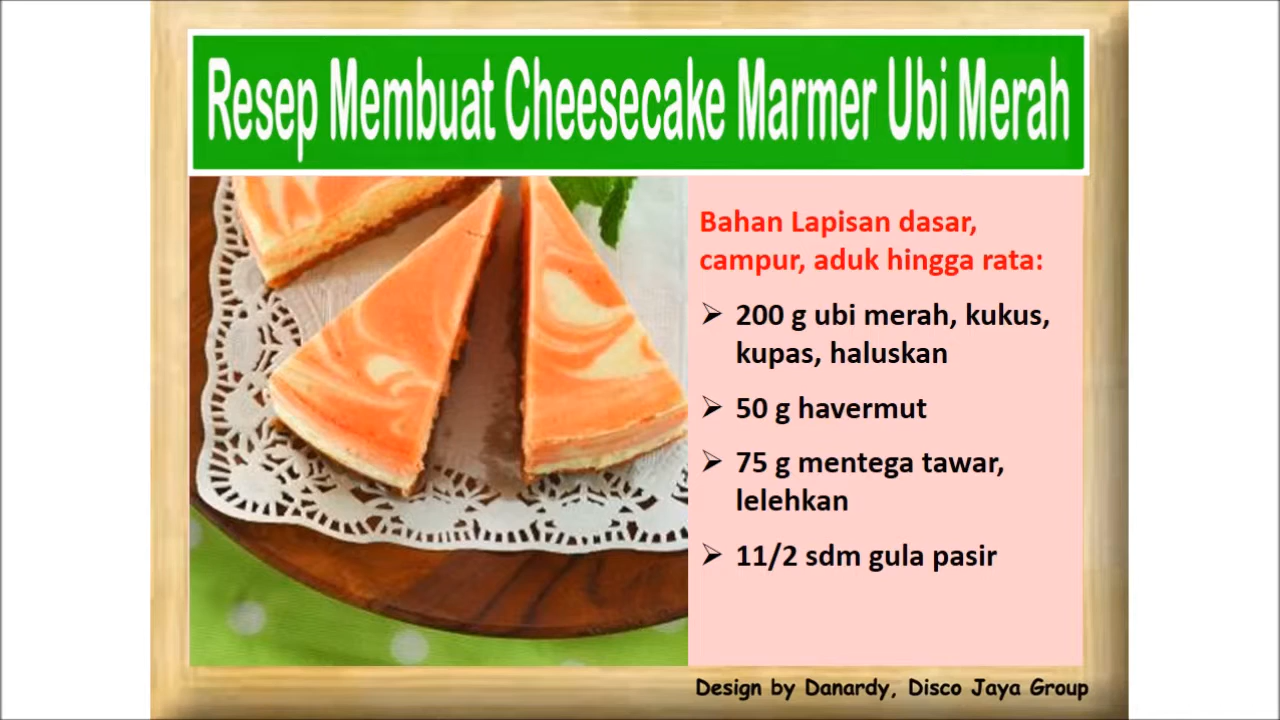 Resep Membuat Cheesecake Marmer Ubi Merah
Bahan Lapisan dasar,
campur, aduk hingga rata:
➢ 200 g ubi merah, kukus,
kupas, haluskan
➢ 50 g havermut
➢ 75 g mentega tawar,
lelehkan
➢ 11/2 sdm gula pasir
Design by Danardy, Disco Jaya Group